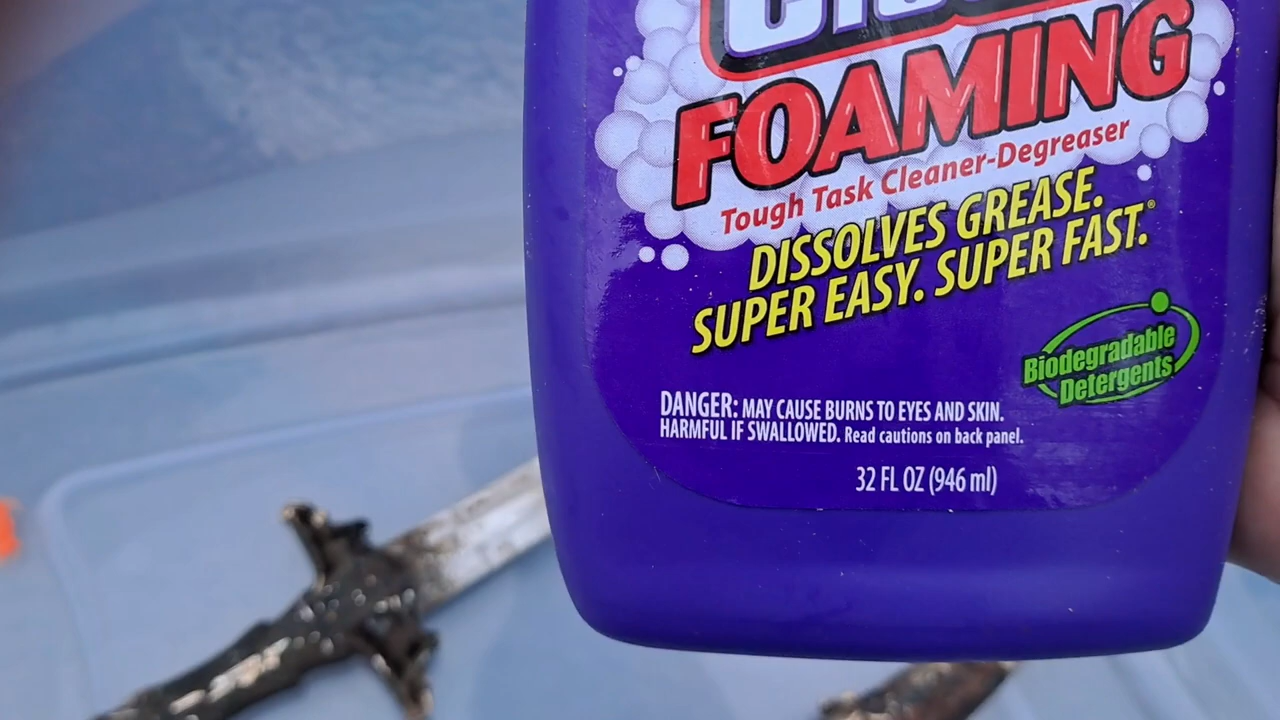 FOAMING
Tough Task Cleaner-Degreaser
DISSOLVES GREASE.
SUPER EASY. SUPER FAST.®
Biodegradable
Detergents
DANGER: MAY CAUSE BURNS TO EYES AND SKIN.
HARMFUL IF SWALLOWED. Read cautions on back panel.
32 FL OZ (946 ml)